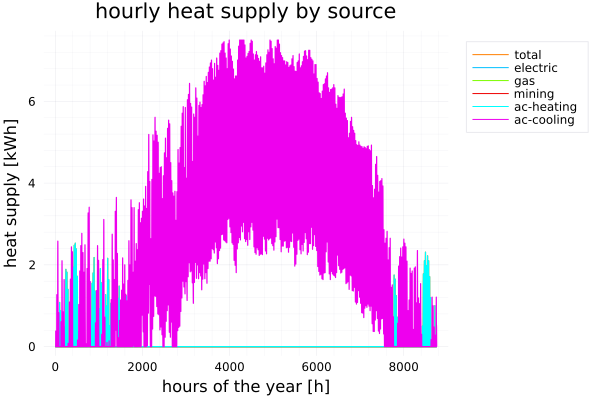 hourly heat supply by source
heat supply [kWh]
6
4
2
0
0 2000 4000 6000 8000
hours of the year [h]
total
electric
gas
mining
ac-heating
ac-cooling